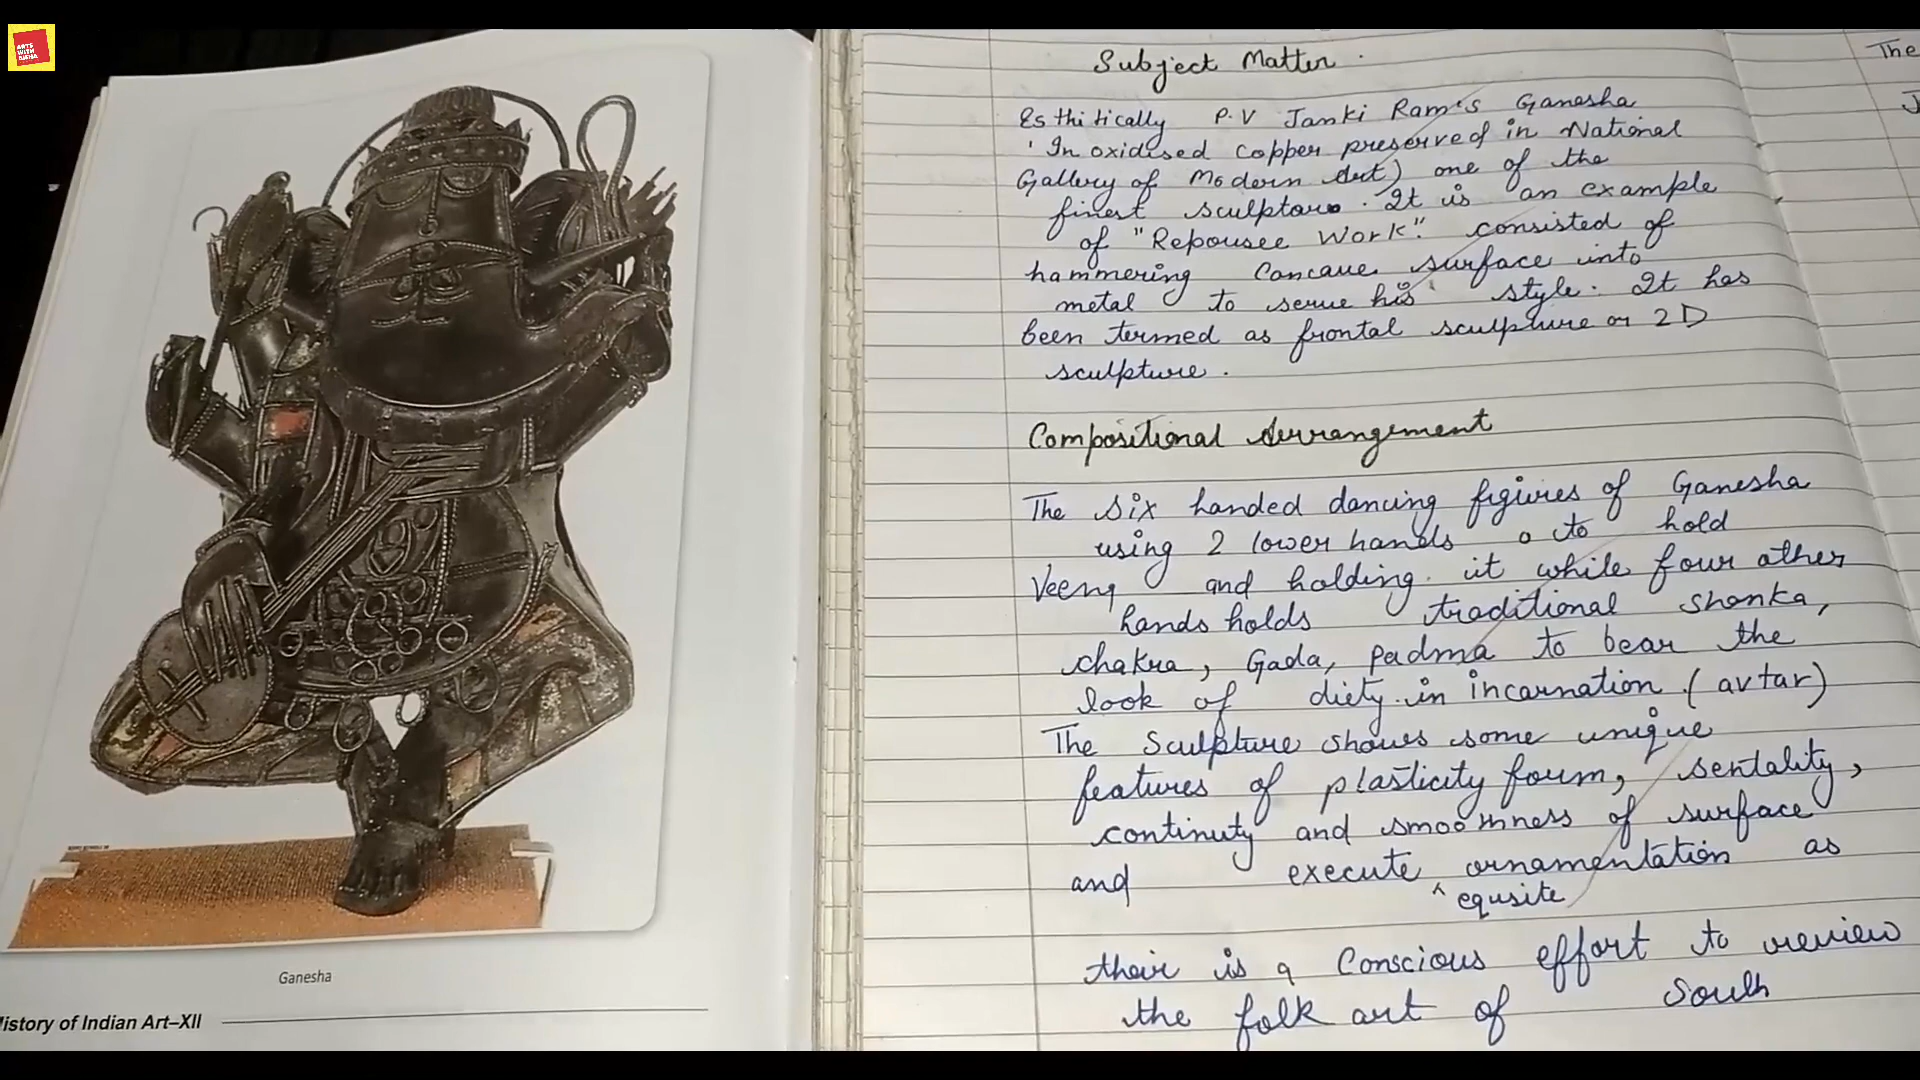 ARTS
WITH
Ganesha
History of Indian Art–XII
Subject Matter
Esthitically P.V Janki Ram's Ganesha
'In oxidised copper preserved in National
Gallery of Modern Art) one of the
finest sculpture. It is an example
of "Repousee Work". consisted of
hammering Concave surface into
metal to serve his style. It has
been termed as frontal sculpture or 2D
sculpture.
Compositional Arrangement
The six handed dancing figures of Ganesha
using 2 lower hands to hold
Veena and holding it while four other
hands holds traditional shanka,
chakra, Gada, padma to bear the
look of diety in incarnation (avtar)
The Sculpture shows some unique
features of plasticity foum, sentality,
continuty and smoothness of surface
and execute ornamentation as
^ equsite
their is a Conscious effort to review
the folk art of South
The
J